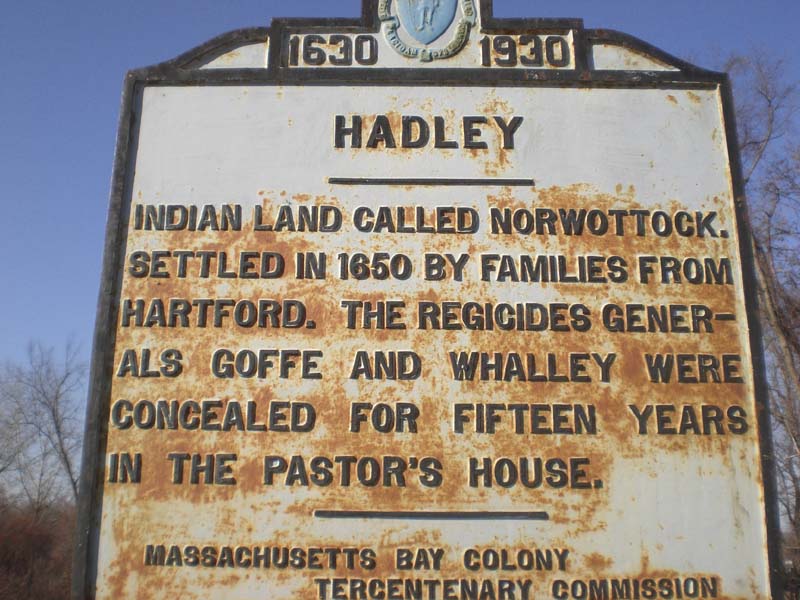 1630 1930
HADLEY
INDIAN LAND CALLED NORWOTTOCK.
SETTLED IN 1650 BY FAMILIES FROM
HARTFORD. THE REGICIDES GENER-
ALS GOFFE AND WHALLEY WERE
CONCEALED FOR FIFTEEN YEARS
IN THE PASTOR'S HOUSE.
MASSACHUSETTS BAY COLONY
TERCENTENARY COMMISSION